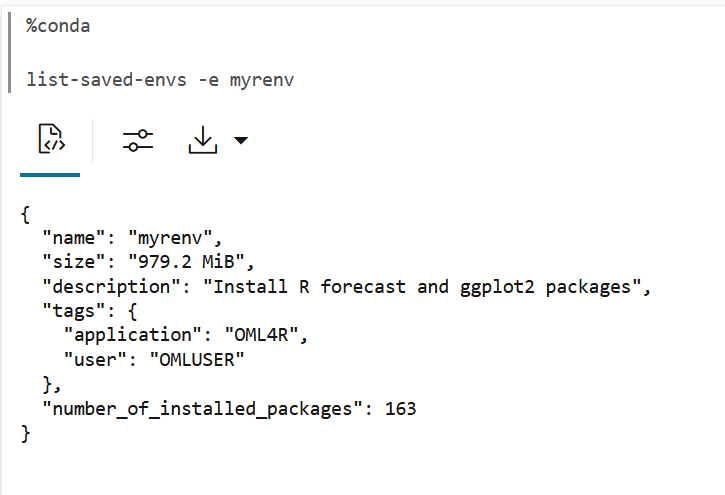 %conda
list-saved-envs -e myrenv
{
  "name": "myrenv",
  "size": "979.2 MiB",
  "description": "Install R forecast and ggplot2 packages",
  "tags": {
    "application": "OML4R",
    "user": "OMLUSER"
  },
  "number_of_installed_packages": 163
}